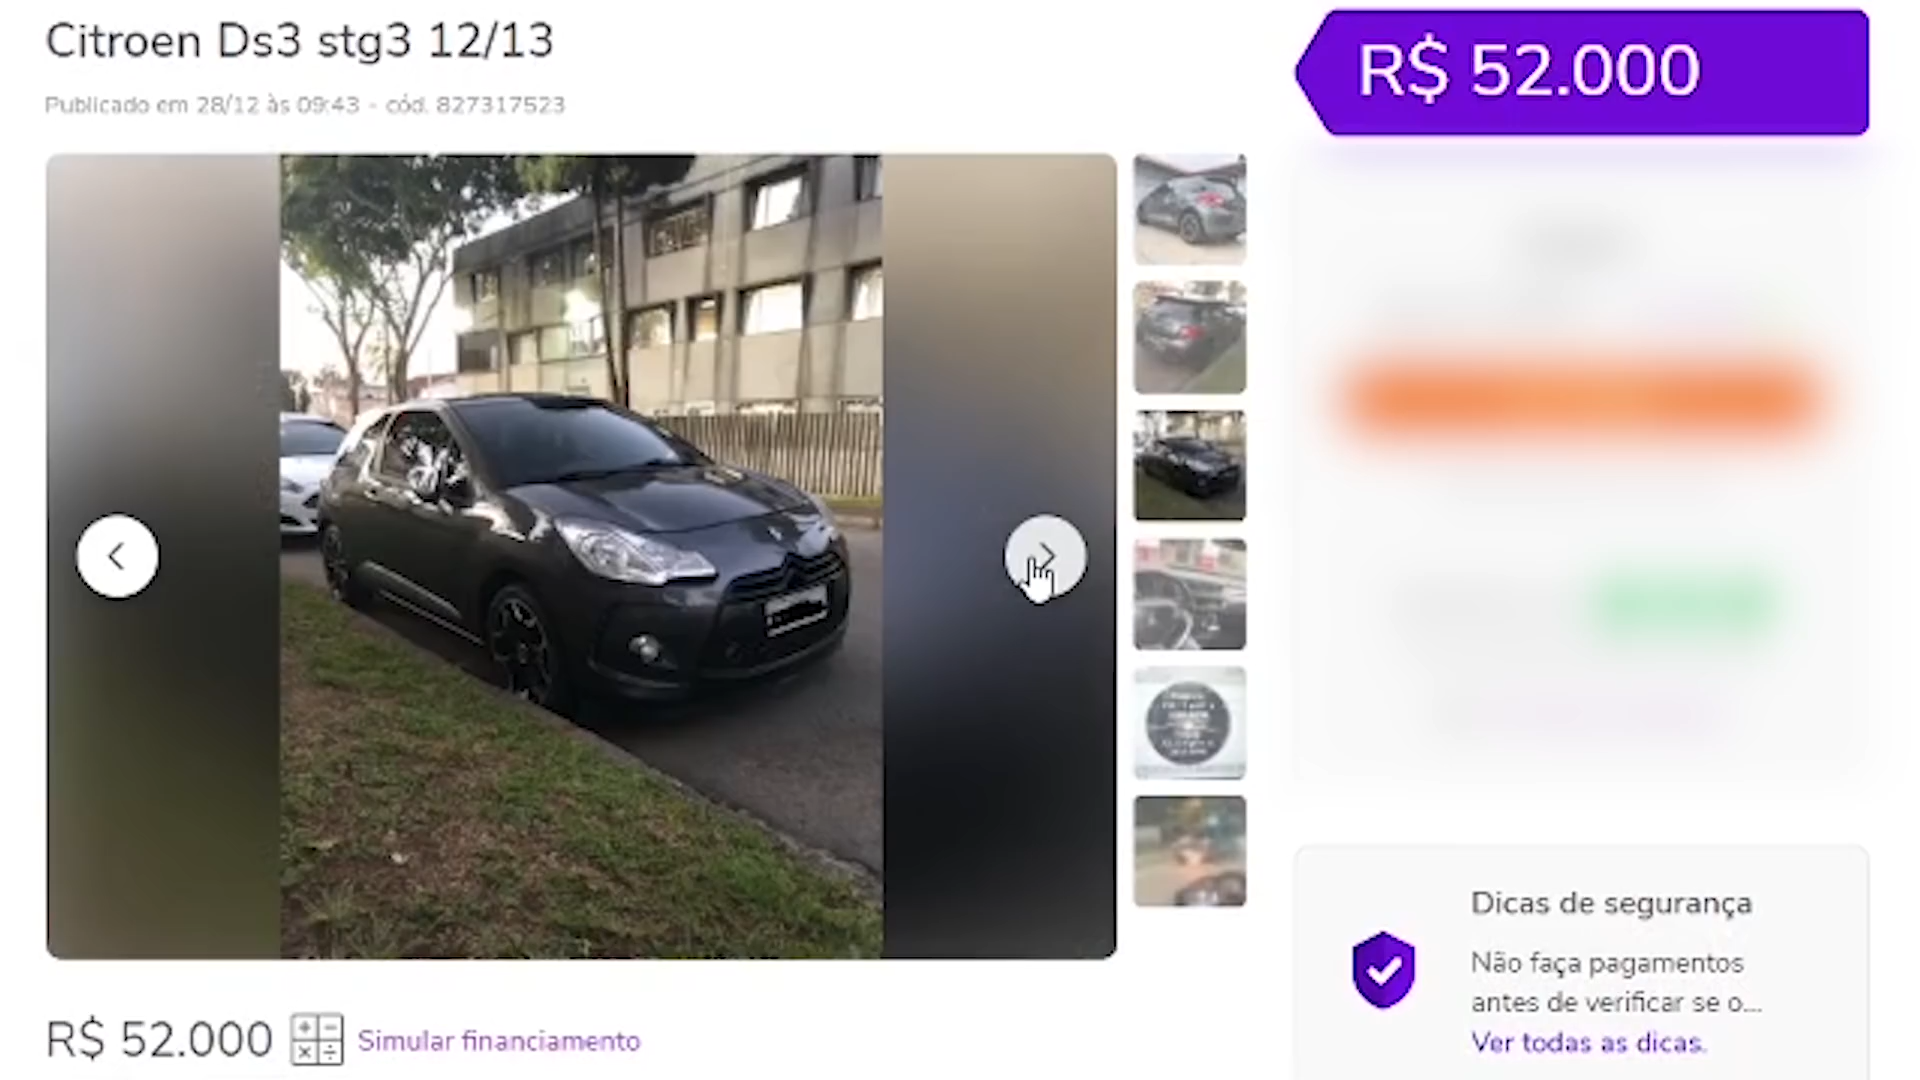 Citroen Ds3 stg3 12/13
Publicado em 28/12 às 09:43 - cód. 827317523
R$ 52.000
R$ 52.000
Simular financiamento
Dicas de segurança
Não faça pagamentos
antes de verificar se o...
Ver todas as dicas.